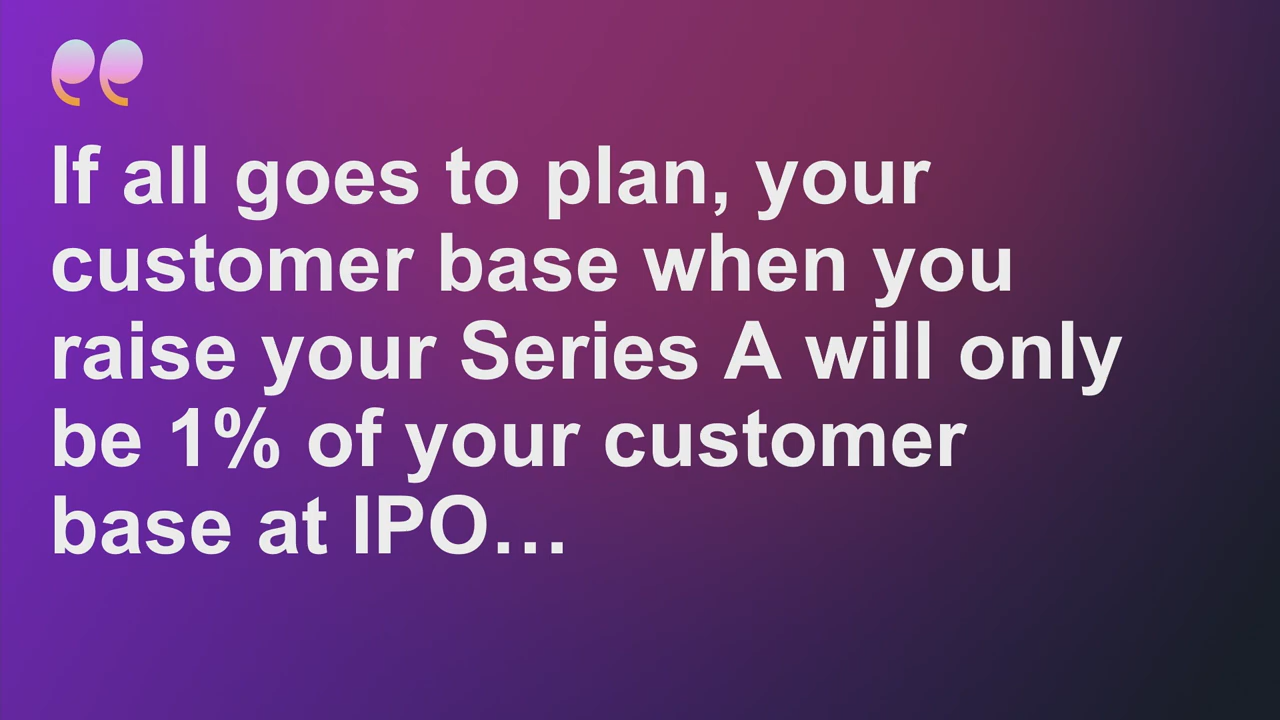 If all goes to plan, your
customer base when you
raise your Series A will only
be 1% of your customer
base at IPO…